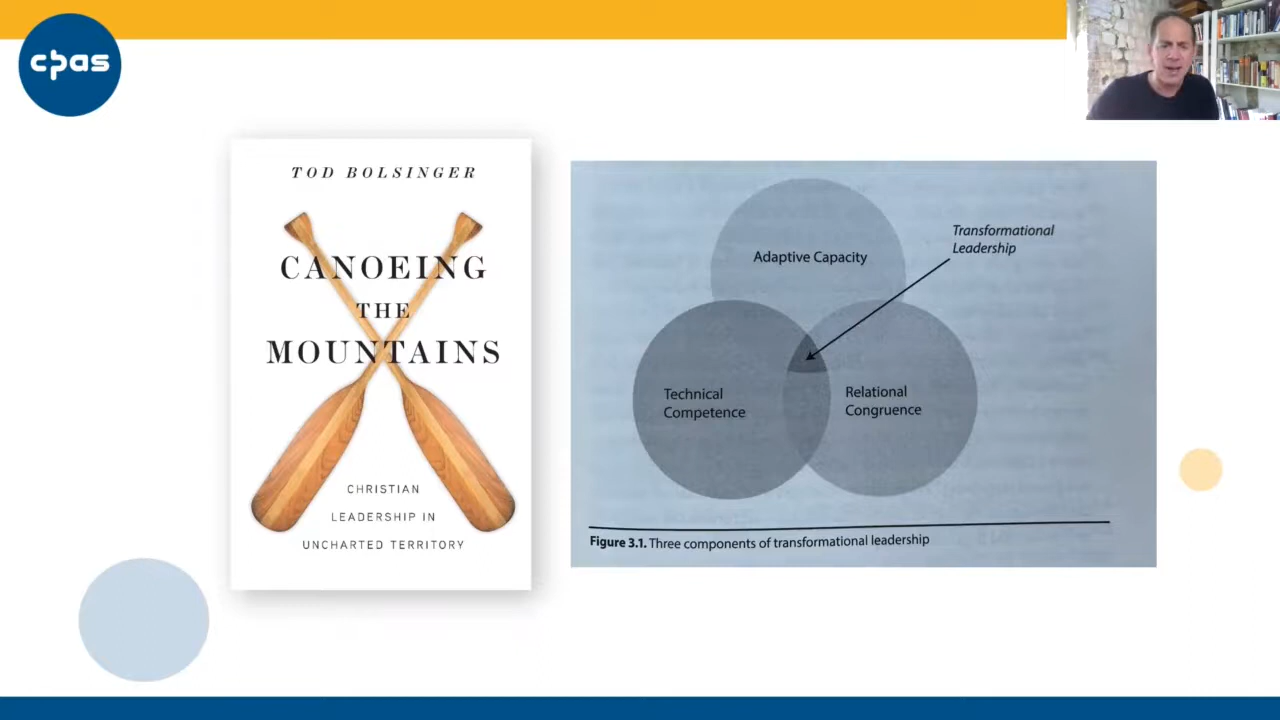 cpas
TOD BOLSINGER
CANOEING
THE
MOUNTAINS
CHRISTIAN
LEADERSHIP IN
UNCHARTED TERRITORY
Transformational
Leadership
Adaptive Capacity
Technical
Competence
Relational
Congruence
Figure 3.1. Three components of transformational leadership